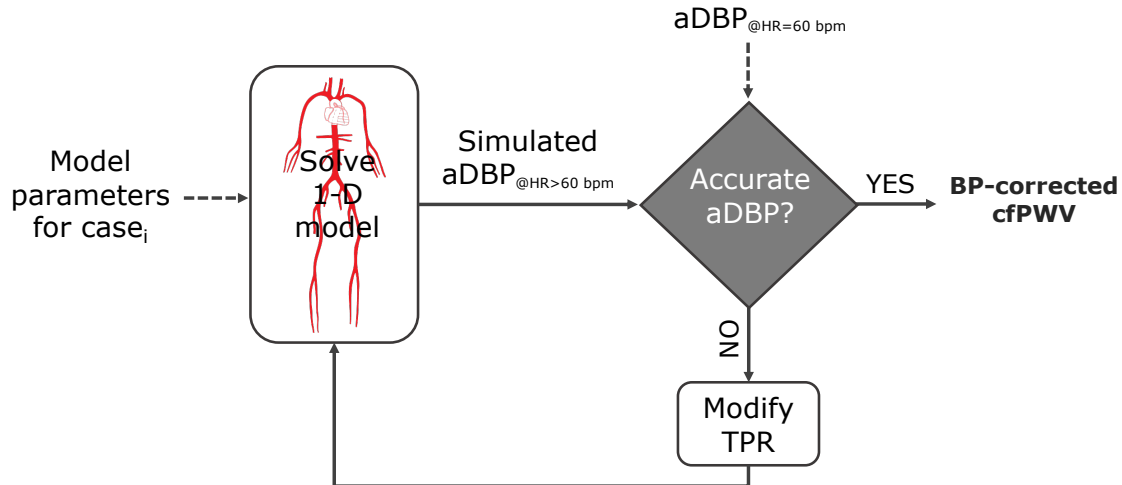 aDBP@HR=60 bpm
Model
parameters
for casei
Solve
1-D
model
Simulated
aDBP@HR>60 bpm
Accurate
aDBP?
YES
BP-corrected
cfPWV
NO
Modify
TPR